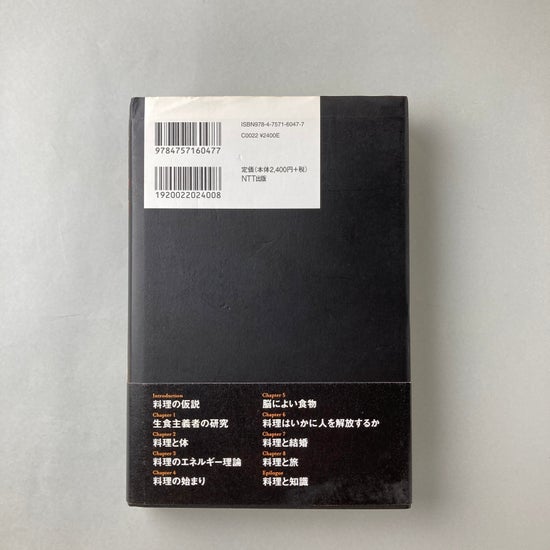 ISBN978-4-7571-6047-7
C0022 ¥2400E
9784757160477
定価(本体2,400円+税)
NTT出版
1920022024008
Introduction
料理の仮説
Chapter 1
生食主義者の研究
Chapter 2
料理と体
Chapter 3
料理のエネルギー理論
Chapter 4
料理の始まり
Chapter 5
脳によい食物
Chapter 6
料理はいかに人を解放するか
Chapter 7
料理と結婚
Chapter 8
料理と旅
Epilogue
料理と知識